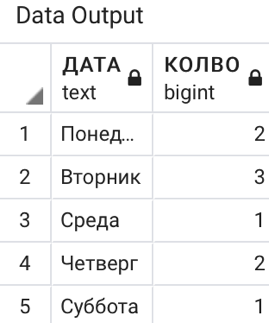 Data Output
ДАТА КОЛВО
text bigint
1 Понед... 2
2 Вторник 3
3 Среда 1
4 Четверг 2
5 Суббота 1